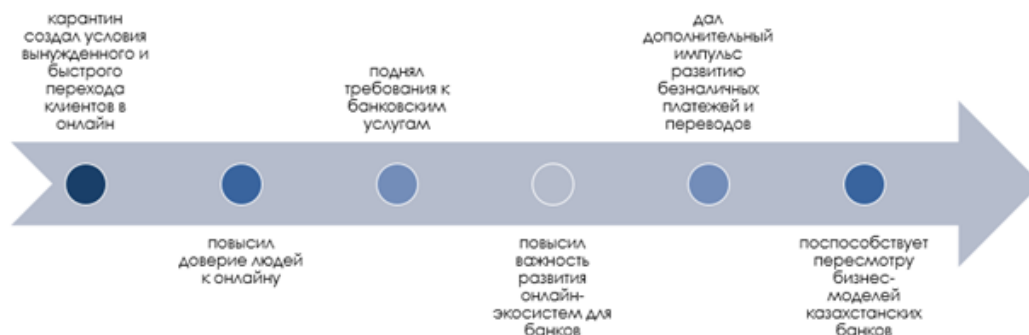 карантин
создал условия
вынужденного и
быстрого
перехода
клиентов в
онлайн
повысил
доверие людей
к онлайну
поднял
требования к
банковским
услугам
повысил
важность
развития
онлайн-
экосистем для
банков
дал
дополнительный
импульс
развитию
безналичных
платежей и
переводов
поспособствует
пересмотру
бизнес-
моделей
казахстанских
банков